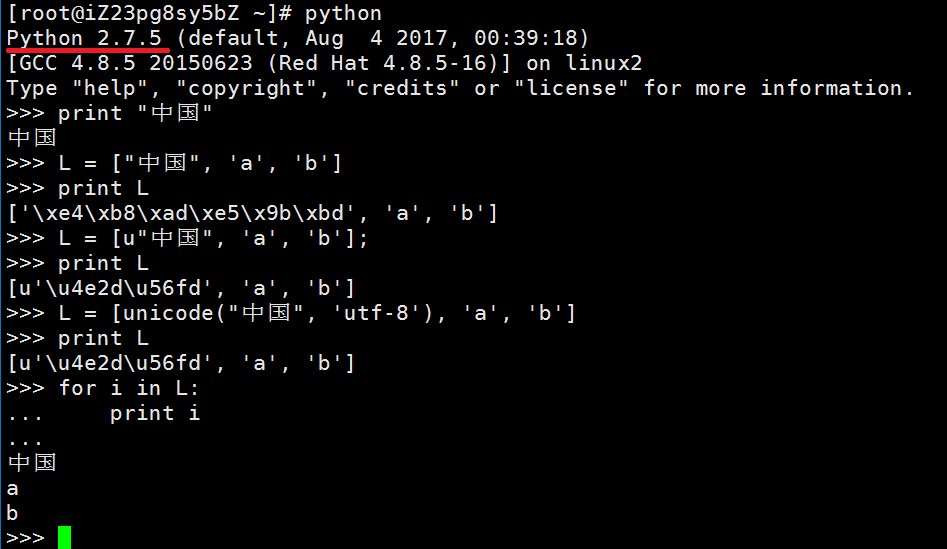 [root@iZ23pg8sy5bZ ~]# python
Python 2.7.5 (default, Aug  4 2017, 00:39:18)
[GCC 4.8.5 20150623 (Red Hat 4.8.5-16)] on linux2
Type "help", "copyright", "credits" or "license" for more information.
>>> print "中国"
中国
>>> L = ["中国", 'a', 'b']
>>> print L
['\xe4\xb8\xad\xe5\x9b\xbd', 'a', 'b']
>>> L = [u"中国", 'a', 'b'];
>>> print L
[u'\u4e2d\u56fd', 'a', 'b']
>>> L = [unicode("中国", 'utf-8'), 'a', 'b']
>>> print L
[u'\u4e2d\u56fd', 'a', 'b']
>>> for i in L:
...     print i
...
中国
a
b
>>>